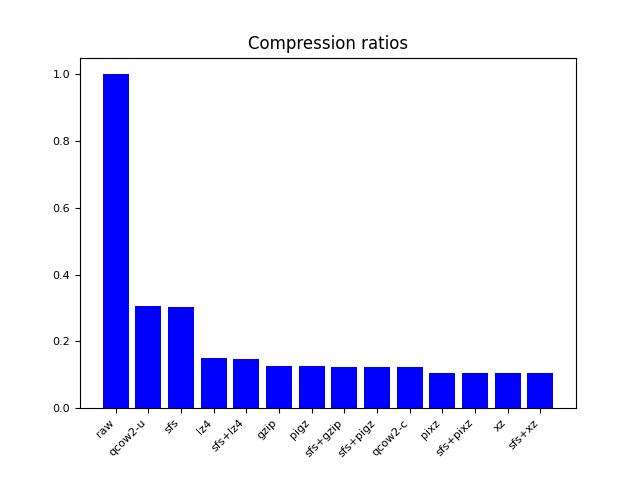 Compression ratios
1.0
0.8
0.6
0.4
0.2
0.0
raw
qcow2-u
sfs
lz4
sfs+lz4
gzip
pigz
sfs+gzip
sfs+pigz
qcow2-c
pixz
sfs+pixz
xz
sfs+xz